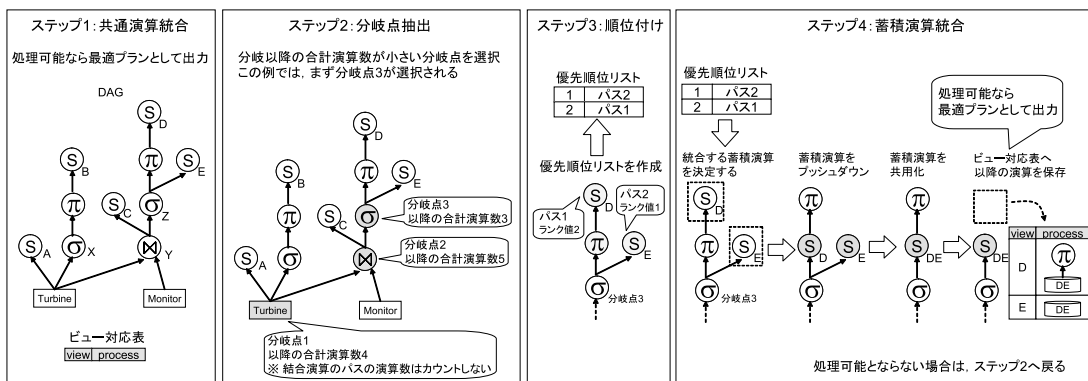 ステップ1：共通演算統合
処理可能なら最適プランとして出力
DAG
S D
S B
π
S E
π
S C
σ Z
S A
σ X
⋈ Y
Turbine
Monitor
ビュー対応表
view process
ステップ2：分岐点抽出
分岐以降の合計演算数が小さい分岐点を選択
この例では，まず分岐点3が選択される
S D
S B
π
S E
π
S C
σ
分岐点3
以降の合計演算数3
S A
σ
⋈
分岐点2
以降の合計演算数5
Turbine
Monitor
分岐点1
以降の合計演算数4
※ 結合演算のパスの演算数はカウントしない
ステップ3：順位付け
優先順位リスト
1 パス2
2 パス1
優先順位リストを作成
S D
パス1
ランク値2
パス2
ランク値1
π
S E
σ
分岐点3
ステップ4：蓄積演算統合
優先順位リスト
1 パス2
2 パス1
処理可能なら
最適プランとして出力
統合する蓄積演算
を決定する
S D
π
S E
σ
分岐点3
蓄積演算を
プッシュダウン
π
S D
S E
σ
蓄積演算を
共用化
π
S DE
σ
ビュー対応表へ
以降の演算を保存
S DE
σ
view process
D
π
DE
E
DE
処理可能とならない場合は，ステップ2へ戻る